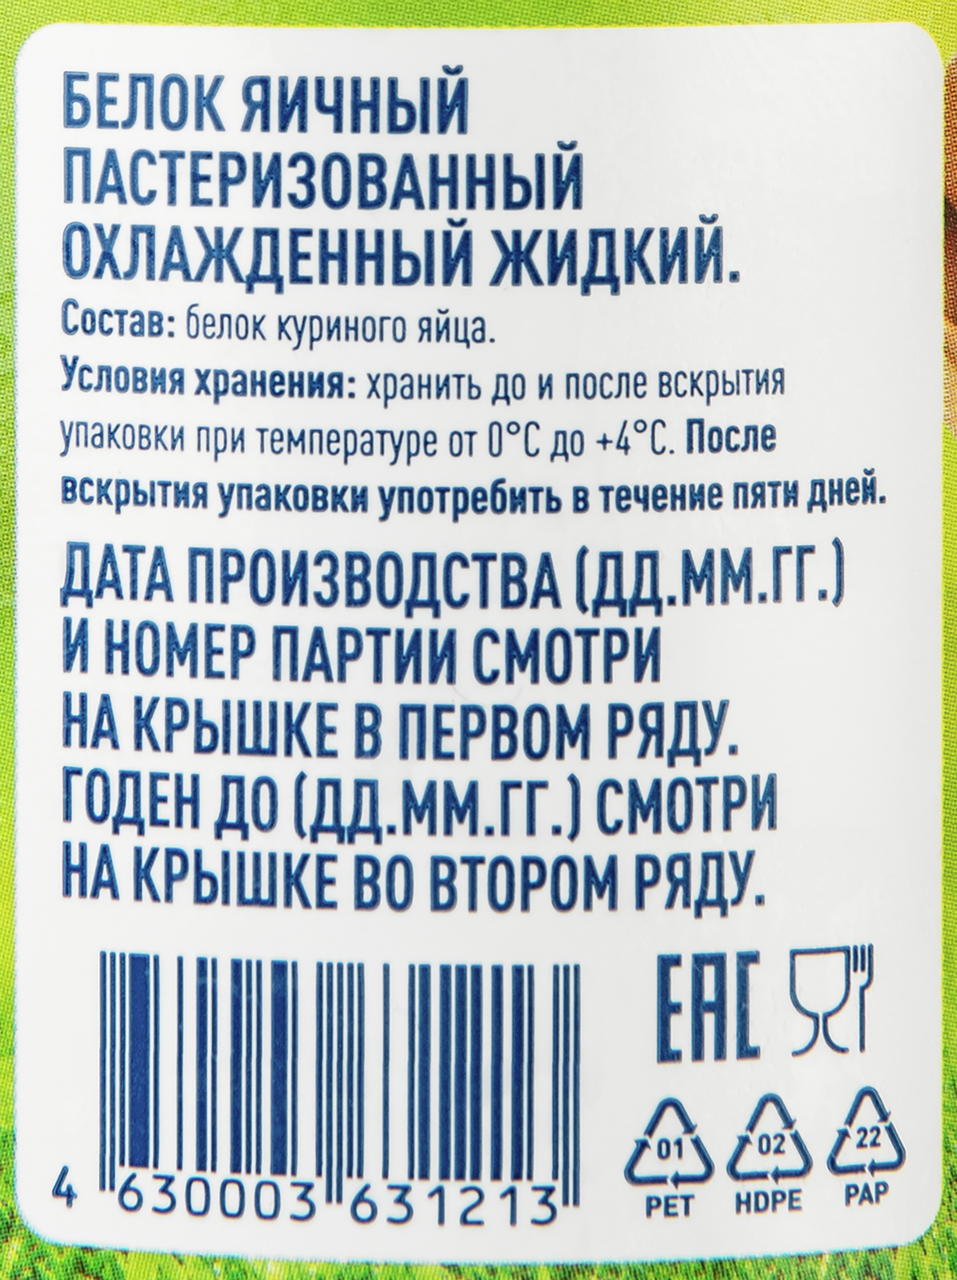 БЕЛОК ЯИЧНЫЙ
ПАСТЕРИЗОВАННЫЙ
ОХЛАЖДЕННЫЙ ЖИДКИЙ.
Состав: белок куриного яйца.
Условия хранения: хранить до и после вскрытия
упаковки при температуре от 0°C до +4°C. После
вскрытия упаковки употребить в течение пяти дней.
ДАТА ПРОИЗВОДСТВА (ДД.ММ.ГГ.)
И НОМЕР ПАРТИИ СМОТРИ
НА КРЫШКЕ В ПЕРВОМ РЯДУ.
ГОДЕН ДО (ДД.ММ.ГГ.) СМОТРИ
НА КРЫШКЕ ВО ВТОРОМ РЯДУ.
EAC
01 02 22
PET HDPE PAP
4 630003 631213